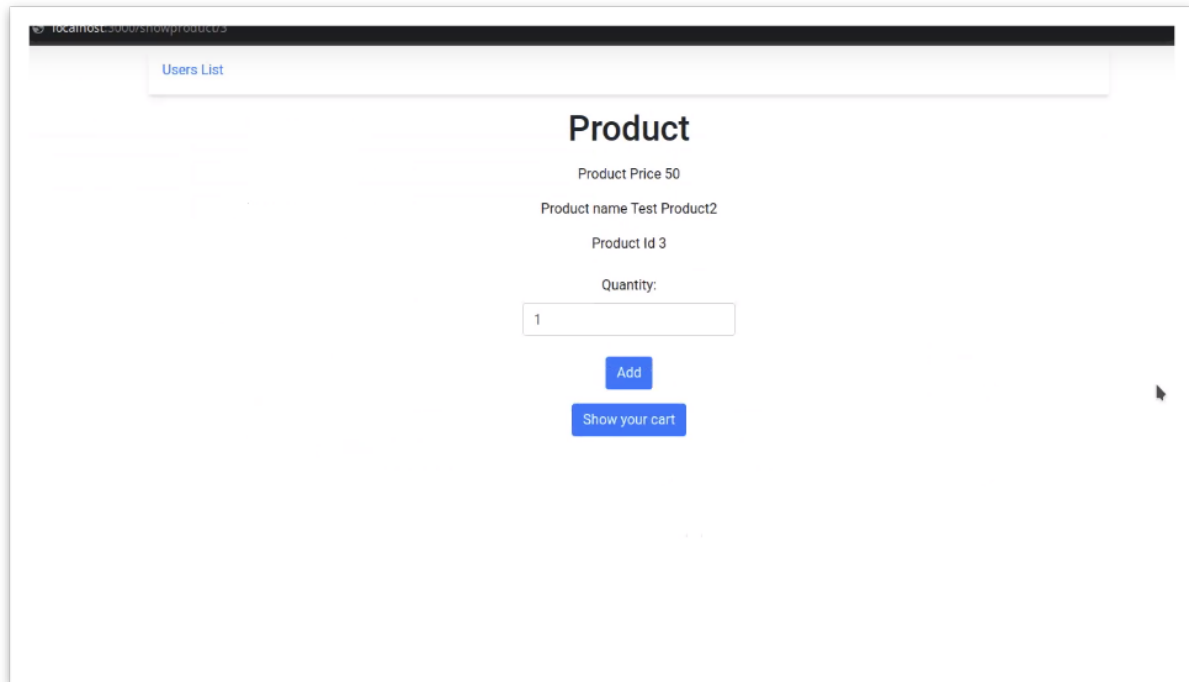 localhost:3000/showproduct/3
Users List
Product
Product Price 50
Product name Test Product2
Product Id 3
Quantity:
1
Add
Show your cart